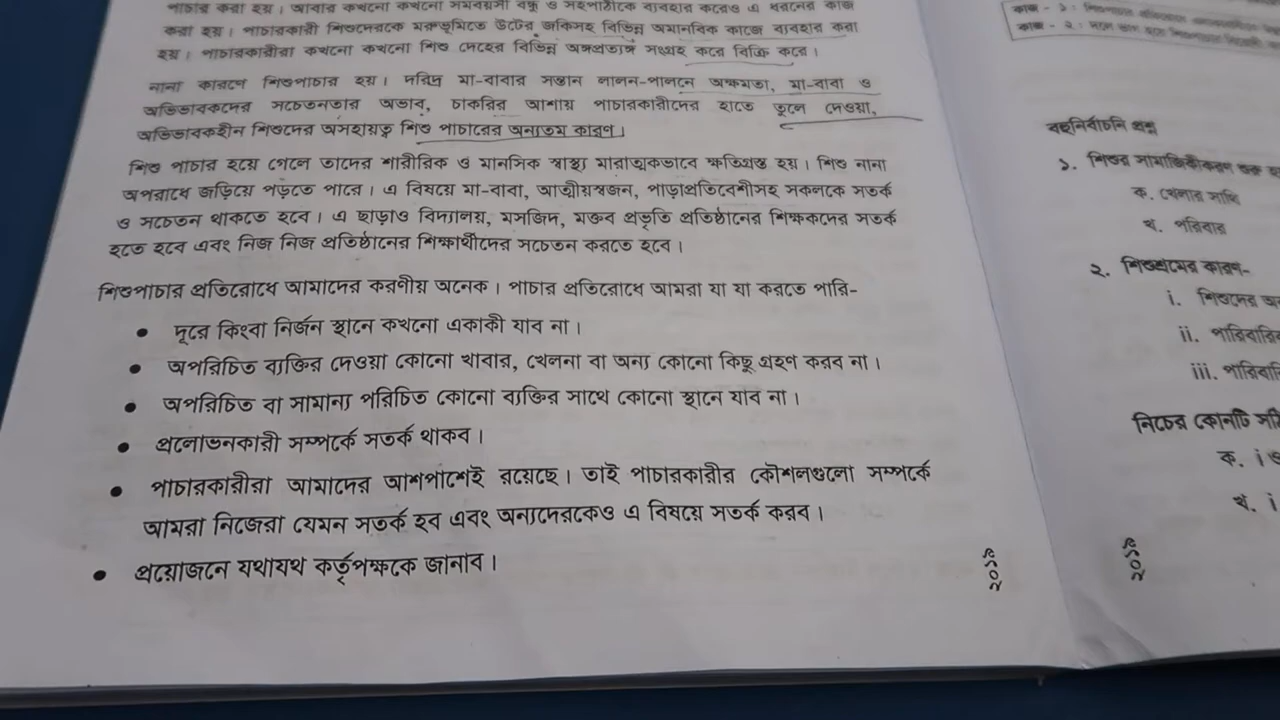 পাচার করা হয়। আবার কখনো কখনো সমবয়সী বন্ধু ও সহপাঠীকে ব্যবহার করেও এ ধরনের কাজ
করা হয়। পাচারকারী শিশুদেরকে মরুভূমিতে উটের জকিসহ বিভিন্ন অমানবিক কাজে ব্যবহার করা
হয়। পাচারকারীরা কখনো কখনো শিশু দেহের বিভিন্ন অঙ্গপ্রত্যঙ্গ সংগ্রহ করে বিক্রি করে।
নানা কারণে শিশুপাচার হয়। দরিদ্র মা-বাবার সন্তান লালন-পালনে অক্ষমতা, মা-বাবা ও
অভিভাবকদের সচেতনতার অভাব, চাকরির আশায় পাচারকারীদের হাতে তুলে দেওয়া,
অভিভাবকহীন শিশুদের অসহায়ত্ব শিশু পাচারের অন্যতম কারণ।
শিশু পাচার হয়ে গেলে তাদের শারীরিক ও মানসিক স্বাস্থ্য মারাত্মকভাবে ক্ষতিগ্রস্ত হয়। শিশু নানা
অপরাধে জড়িয়ে পড়তে পারে। এ বিষয়ে মা-বাবা, আত্মীয়স্বজন, পাড়াপ্রতিবেশীসহ সকলকে সতর্ক
ও সচেতন থাকতে হবে। এ ছাড়াও বিদ্যালয়, মসজিদ, মক্তব প্রভৃতি প্রতিষ্ঠানের শিক্ষকদের সতর্ক
হতে হবে এবং নিজ নিজ প্রতিষ্ঠানের শিক্ষার্থীদের সচেতন করতে হবে।
শিশুপাচার প্রতিরোধে আমাদের করণীয় অনেক। পাচার প্রতিরোধে আমরা যা যা করতে পারি-
• দূরে কিংবা নির্জন স্থানে কখনো একাকী যাব না।
• অপরিচিত ব্যক্তির দেওয়া কোনো খাবার, খেলনা বা অন্য কোনো কিছু গ্রহণ করব না।
• অপরিচিত বা সামান্য পরিচিত কোনো ব্যক্তির সাথে কোনো স্থানে যাব না।
• প্রলোভনকারী সম্পর্কে সতর্ক থাকব।
• পাচারকারীরা আমাদের আশপাশেই রয়েছে। তাই পাচারকারীর কৌশলগুলো সম্পর্কে
আমরা নিজেরা যেমন সতর্ক হব এবং অন্যদেরকেও এ বিষয়ে সতর্ক করব।
• প্রয়োজনে যথাযথ কর্তৃপক্ষকে জানাব।
২০১৯
কাজ - ১:
কাজ - ২:
বহুনির্বাচনি প্রশ্ন
১. শিশুর সামাজিকীকরণ শুরু
ক. খেলার সাথি
খ. পরিবার
২. শিশুশ্রমের কারণ-
i. শিশুদের
ii. পারিবারি
iii. পারিবারি
নিচের কোনটি
ক. i ও
খ. i
২০১৯